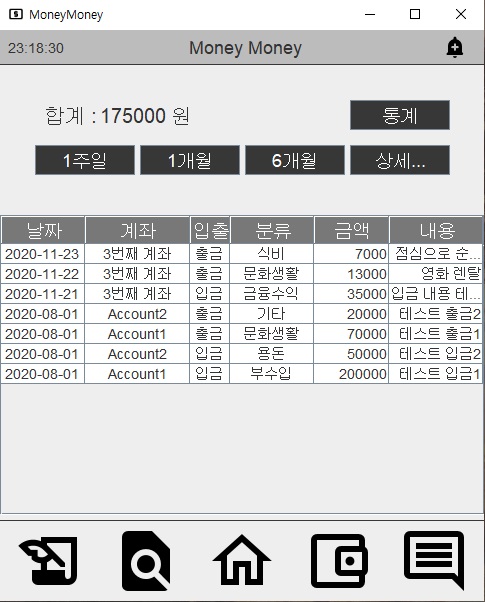 MoneyMoney
23:18:30 Money Money
합계 : 175000 원 통계
1주일 1개월 6개월 상세...
날짜 계좌 입출 분류 금액 내용
2020-11-23 3번째 계좌 출금 식비 7000 점심으로 순...
2020-11-22 3번째 계좌 출금 문화생활 13000 영화 렌탈
2020-11-21 3번째 계좌 입금 금융수익 35000 입금 내용 테...
2020-08-01 Account2 출금 기타 20000 테스트 출금2
2020-08-01 Account1 출금 문화생활 70000 테스트 출금1
2020-08-01 Account2 입금 용돈 50000 테스트 입금2
2020-08-01 Account1 입금 부수입 200000 테스트 입금1